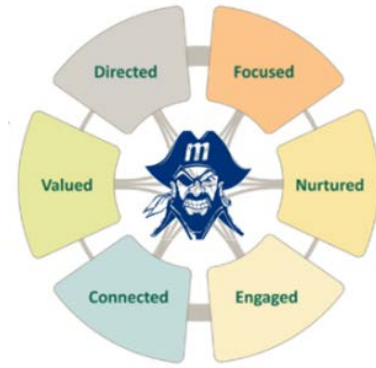 Directed
Focused
m
Valued
Nurtured
Connected
Engaged